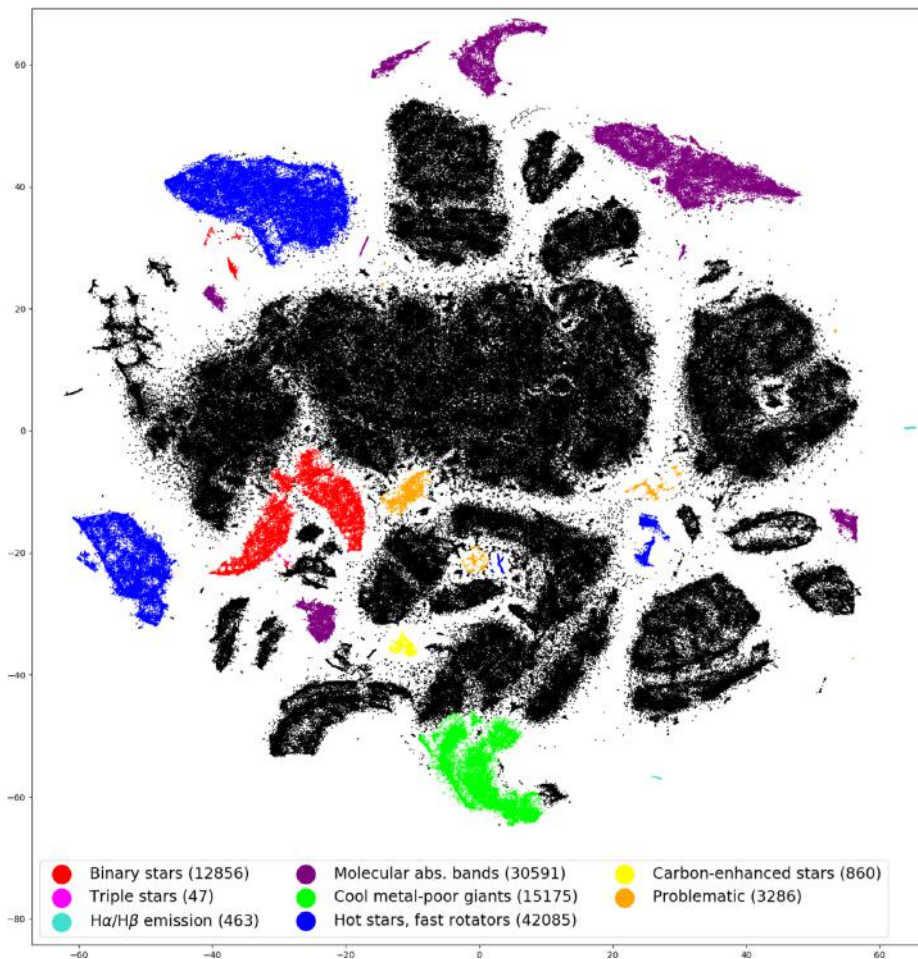 60
40
20
0
−20
−40
−60
−80
Binary stars (12856)
Triple stars (47)
Hα/Hβ emission (463)
Molecular abs. bands (30591)
Cool metal-poor giants (15175)
Hot stars, fast rotators (42085)
Carbon-enhanced stars (860)
Problematic (3286)
−60 −40 −20 0 20 40 60